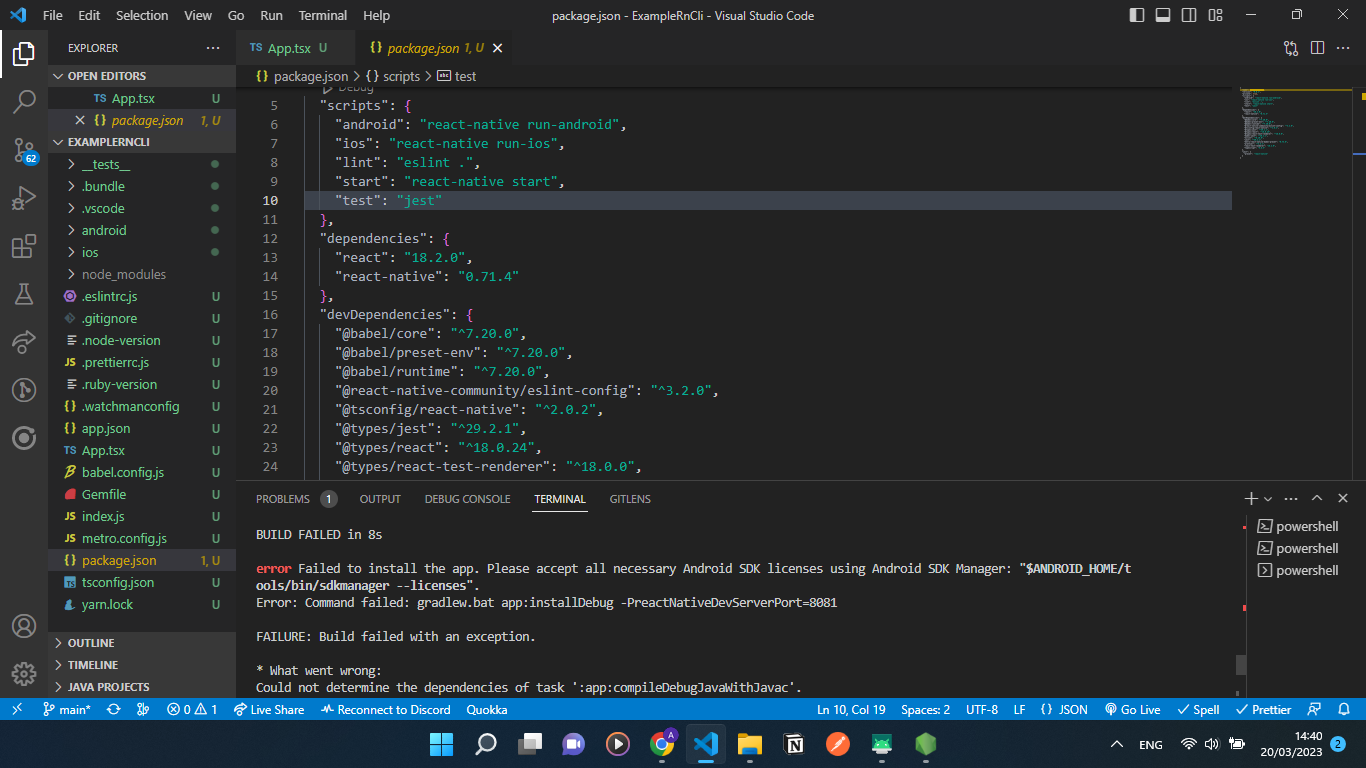 File Edit Selection View Go Run Terminal Help
package.json - ExampleRnCli - Visual Studio Code
EXPLORER
OPEN EDITORS
TS App.tsx U
{} package.json 1, U
EXAMPLERNCLI
__tests__
.bundle
.vscode
android
ios
node_modules
.eslintrc.js U
.gitignore U
.node-version U
JS .prettierrc.js U
.ruby-version U
{} .watchmanconfig U
{} app.json U
TS App.tsx U
babel.config.js U
Gemfile U
JS index.js U
JS metro.config.js U
{} package.json 1, U
TS tsconfig.json U
yarn.lock U
OUTLINE
TIMELINE
JAVA PROJECTS
62
TS App.tsx U
{} package.json 1, U
{} package.json > {} scripts > abc test
Debug
5 "scripts": {
6 "android": "react-native run-android",
7 "ios": "react-native run-ios",
8 "lint": "eslint .",
9 "start": "react-native start",
10 "test": "jest"
11 },
12 "dependencies": {
13 "react": "18.2.0",
14 "react-native": "0.71.4"
15 },
16 "devDependencies": {
17 "@babel/core": "^7.20.0",
18 "@babel/preset-env": "^7.20.0",
19 "@babel/runtime": "^7.20.0",
20 "@react-native-community/eslint-config": "^3.2.0",
21 "@tsconfig/react-native": "^2.0.2",
22 "@types/jest": "^29.2.1",
23 "@types/react": "^18.0.24",
24 "@types/react-test-renderer": "^18.0.0",
PROBLEMS 1 OUTPUT DEBUG CONSOLE TERMINAL GITLENS
BUILD FAILED in 8s
error Failed to install the app. Please accept all necessary Android SDK licenses using Android SDK Manager: "$ANDROID_HOME/t
ools/bin/sdkmanager --licenses".
Error: Command failed: gradlew.bat app:installDebug -PreactNativeDevServerPort=8081
FAILURE: Build failed with an exception.
* What went wrong:
Could not determine the dependencies of task ':app:compileDebugJavaWithJavac'.
powershell
powershell
powershell
main* 0 1 Live Share Reconnect to Discord Quokka
Ln 10, Col 19 Spaces: 2 UTF-8 LF {} JSON Go Live Spell Prettier
A
ENG
14:40
20/03/2023
2